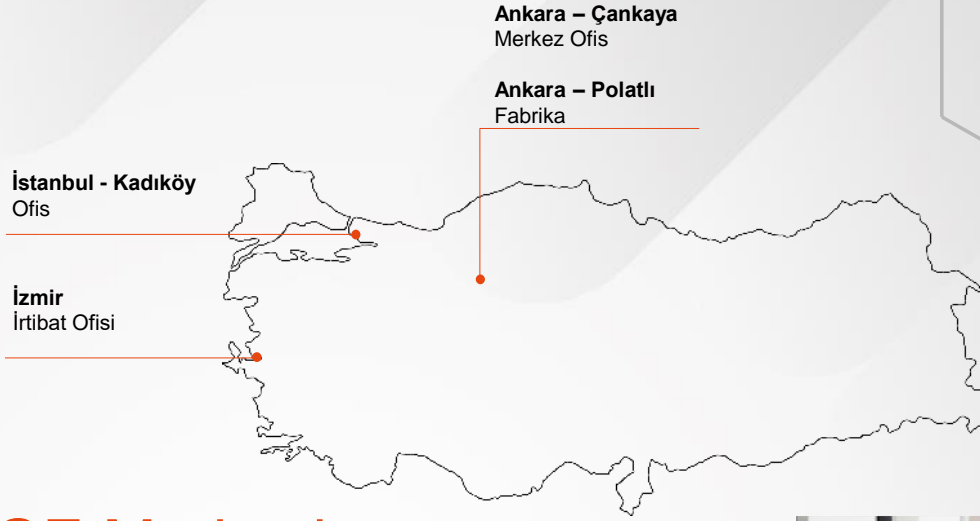 Ankara – Çankaya
Merkez Ofis
Ankara – Polatlı
Fabrika
İstanbul - Kadıköy
Ofis
İzmir
İrtibat Ofisi